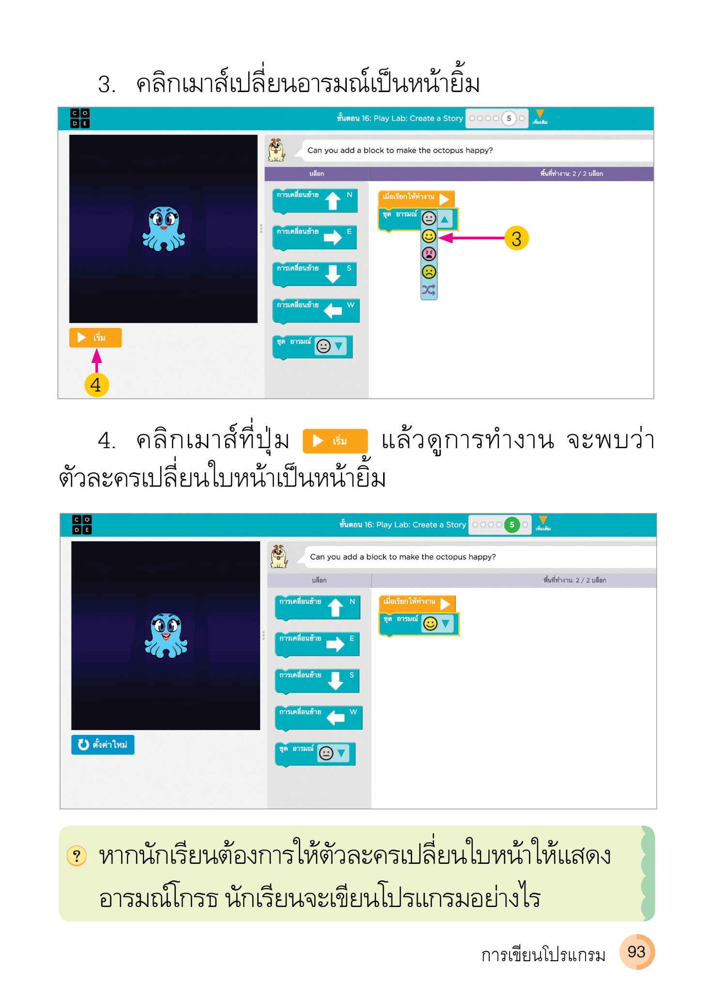 3. คลิกเมาส์เปลี่ยนอารมณ์เป็นหน้ายิ้ม
C O
D E
ขั้นตอน 16: Play Lab: Create a Story
5
เพิ่มเติม
Can you add a block to make the octopus happy?
บล็อก
พื้นที่ทำงาน: 2 / 2 บล็อก
การเคลื่อนย้าย N
การเคลื่อนย้าย E
การเคลื่อนย้าย S
การเคลื่อนย้าย W
ชุด อารมณ์
เมื่อเรียกให้ทำงาน
ชุด อารมณ์
3
เริ่ม
4
4. คลิกเมาส์ที่ปุ่ม เริ่ม แล้วดูการทำงาน จะพบว่า
ตัวละครเปลี่ยนใบหน้าเป็นหน้ายิ้ม
C O
D E
ขั้นตอน 16: Play Lab: Create a Story
5
เพิ่มเติม
Can you add a block to make the octopus happy?
บล็อก
พื้นที่ทำงาน: 2 / 2 บล็อก
การเคลื่อนย้าย N
การเคลื่อนย้าย E
การเคลื่อนย้าย S
การเคลื่อนย้าย W
ชุด อารมณ์
เมื่อเรียกให้ทำงาน
ชุด อารมณ์
ตั้งค่าใหม่
? หากนักเรียนต้องการให้ตัวละครเปลี่ยนใบหน้าให้แสดง
อารมณ์โกรธ นักเรียนจะเขียนโปรแกรมอย่างไร
การเขียนโปรแกรม 93